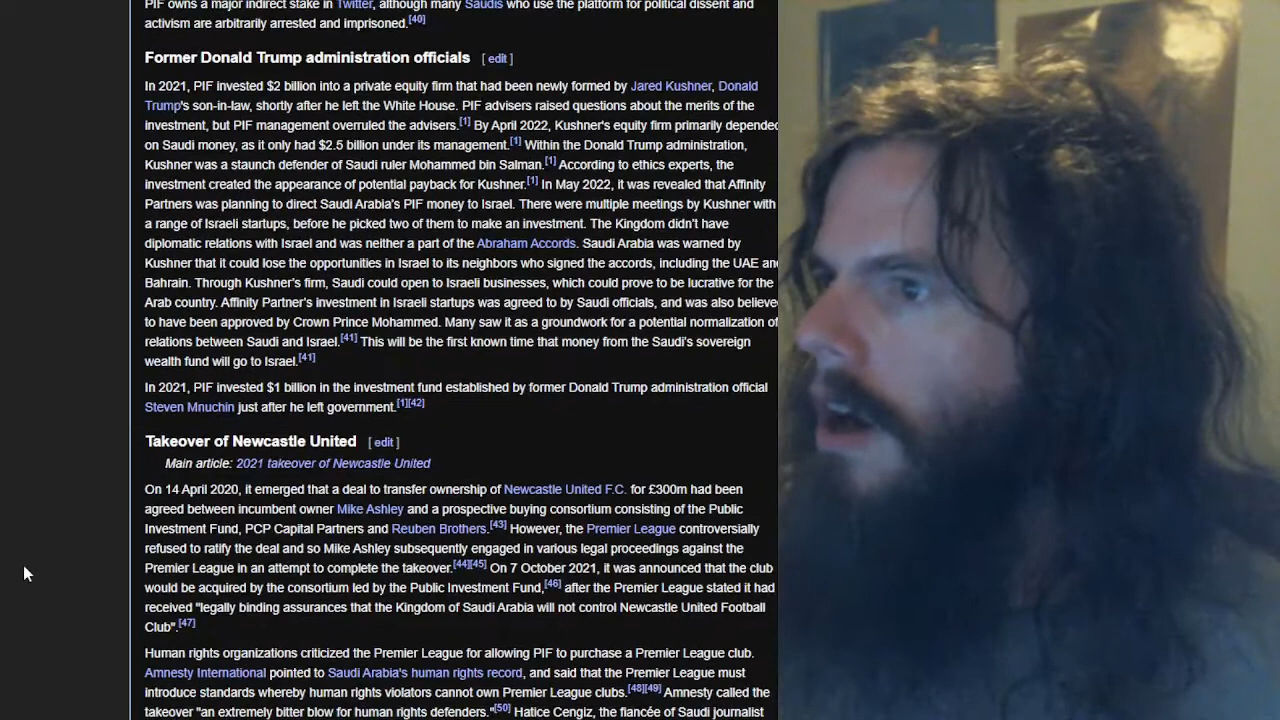 PIF owns a major indirect stake in Twitter, although many Saudis who use the platform for political dissent and
activism are arbitrarily arrested and imprisoned.[40]
Former Donald Trump administration officials [ edit ]
In 2021, PIF invested $2 billion into a private equity firm that had been newly formed by Jared Kushner, Donald
Trump's son-in-law, shortly after he left the White House. PIF advisers raised questions about the merits of the
investment, but PIF management overruled the advisers.[1] By April 2022, Kushner's equity firm primarily depended
on Saudi money, as it only had $2.5 billion under its management.[1] Within the Donald Trump administration,
Kushner was a staunch defender of Saudi ruler Mohammed bin Salman.[1] According to ethics experts, the
investment created the appearance of potential payback for Kushner.[1] In May 2022, it was revealed that Affinity
Partners was planning to direct Saudi Arabia's PIF money to Israel. There were multiple meetings by Kushner with
a range of Israeli startups, before he picked two of them to make an investment. The Kingdom didn't have
diplomatic relations with Israel and was neither a part of the Abraham Accords. Saudi Arabia was warned by
Kushner that it could lose the opportunities in Israel to its neighbors who signed the accords, including the UAE and
Bahrain. Through Kushner's firm, Saudi could open to Israeli businesses, which could prove to be lucrative for the
Arab country. Affinity Partner's investment in Israeli startups was agreed to by Saudi officials, and was also believe
to have been approved by Crown Prince Mohammed. Many saw it as a groundwork for a potential normalization of
relations between Saudi and Israel.[41] This will be the first known time that money from the Saudi's sovereign
wealth fund will go to Israel.[41]
In 2021, PIF invested $1 billion in the investment fund established by former Donald Trump administration official
Steven Mnuchin just after he left government.[1][42]
Takeover of Newcastle United [ edit ]
Main article: 2021 takeover of Newcastle United
On 14 April 2020, it emerged that a deal to transfer ownership of Newcastle United F.C. for £300m had been
agreed between incumbent owner Mike Ashley and a prospective buying consortium consisting of the Public
Investment Fund, PCP Capital Partners and Reuben Brothers.[43] However, the Premier League controversially
refused to ratify the deal and so Mike Ashley subsequently engaged in various legal proceedings against the
Premier League in an attempt to complete the takeover.[44][45] On 7 October 2021, it was announced that the club
would be acquired by the consortium led by the Public Investment Fund,[46] after the Premier League stated it had
received "legally binding assurances that the Kingdom of Saudi Arabia will not control Newcastle United Football
Club".[47]
Human rights organizations criticized the Premier League for allowing PIF to purchase a Premier League club.
Amnesty International pointed to Saudi Arabia's human rights record, and said that the Premier League must
introduce standards whereby human rights violators cannot own Premier League clubs.[48][49] Amnesty called the
takeover "an extremely bitter blow for human rights defenders."[50] Hatice Cengiz, the fiancée of Saudi journalist